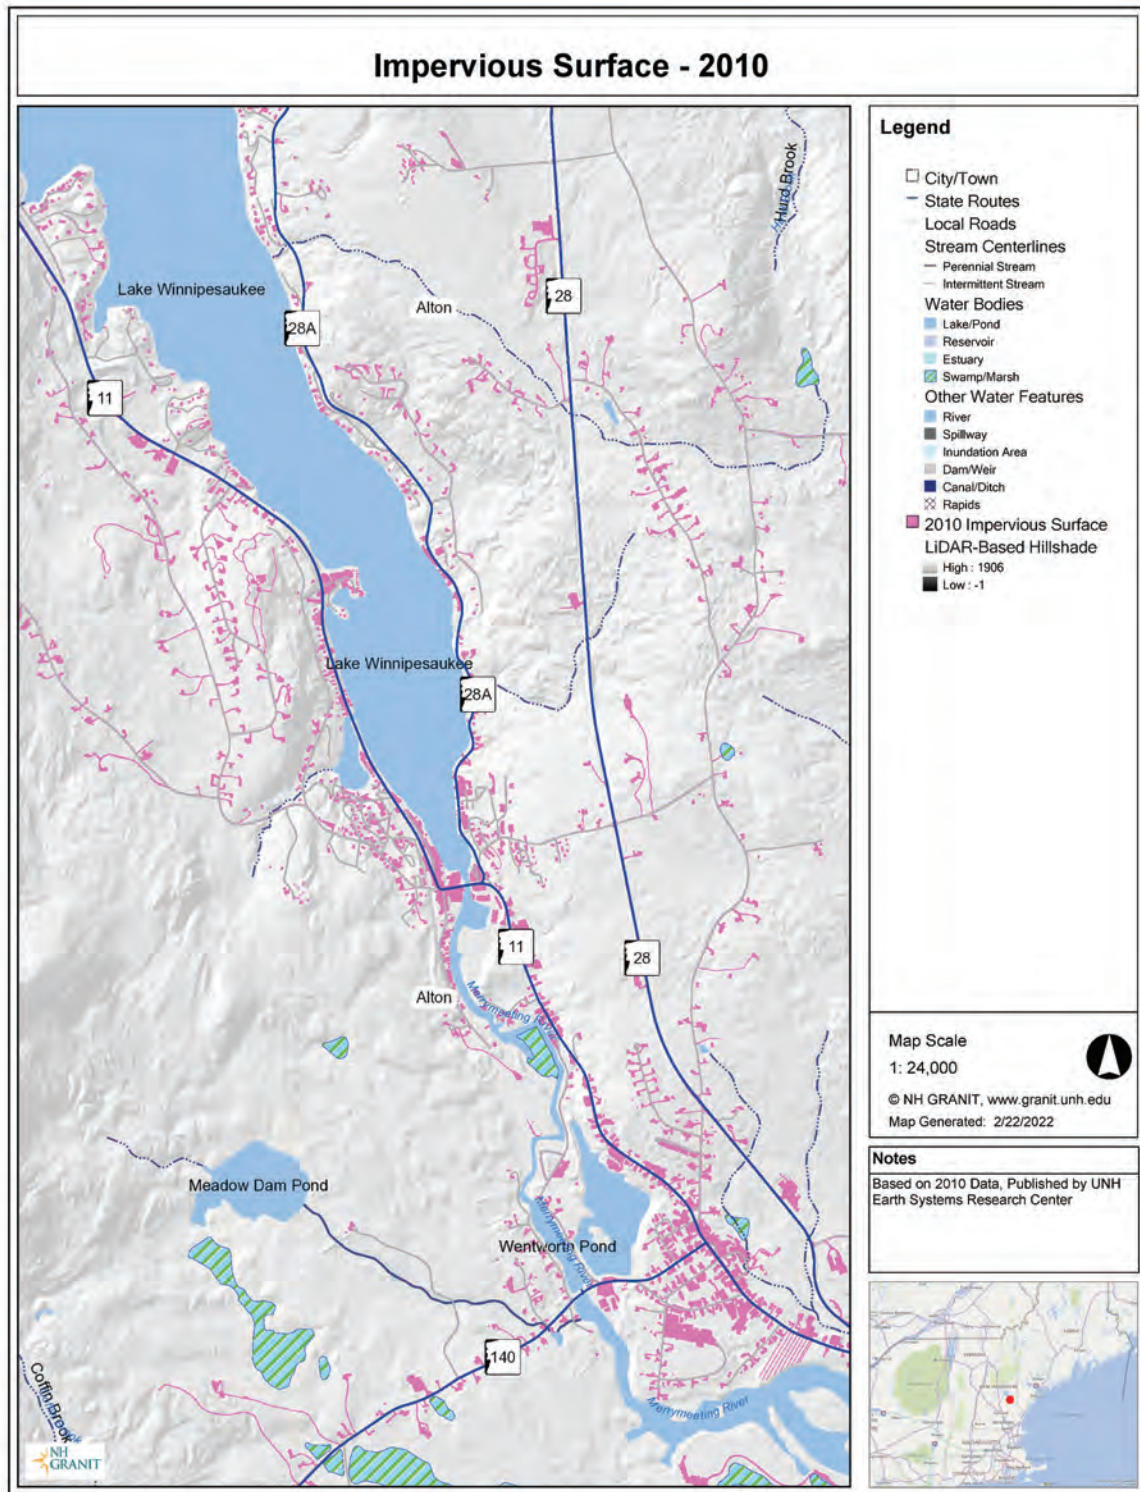 Impervious Surface - 2010
Hurd Brook
Lake Winnipesaukee
Alton
28
28A
11
Lake Winnipesaukee
28A
11
28
Alton
Merrymeeting River
Meadow Dam Pond
Merrymeeting River
Wentworth Pond
140
Merrymeeting River
Coffin Brook
NH
GRANIT
Legend
City/Town
State Routes
Local Roads
Stream Centerlines
Perennial Stream
Intermittent Stream
Water Bodies
Lake/Pond
Reservoir
Estuary
Swamp/Marsh
Other Water Features
River
Spillway
Inundation Area
Dam/Weir
Canal/Ditch
Rapids
2010 Impervious Surface
LiDAR-Based Hillshade
High : 1906
Low : -1
Map Scale
1: 24,000
© NH GRANIT, www.granit.unh.edu
Map Generated: 2/22/2022
Notes
Based on 2010 Data, Published by UNH
Earth Systems Research Center